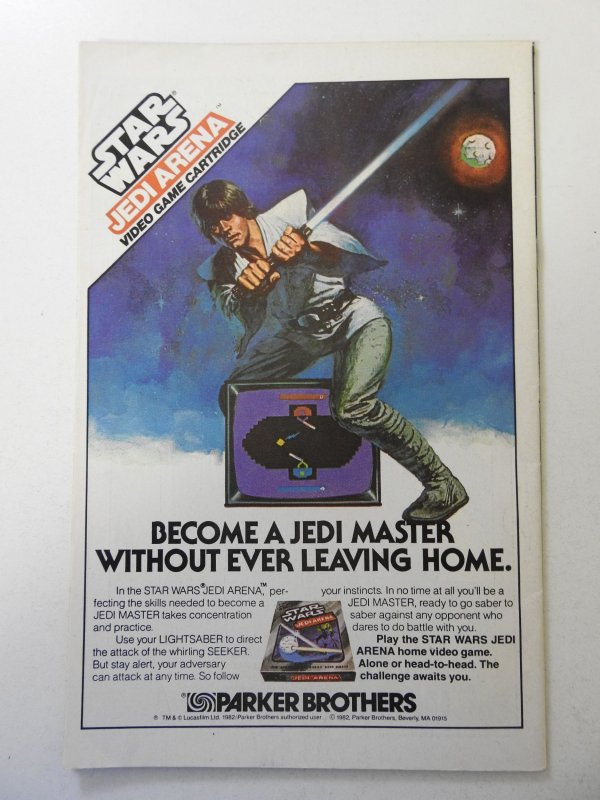 STAR
WARS®
JEDI ARENA™
VIDEO GAME CARTRIDGE
BECOME A JEDI MASTER
WITHOUT EVER LEAVING HOME.
In the STAR WARS® JEDI ARENA,™ per-
fecting the skills needed to become a
JEDI MASTER takes concentration
and practice.
Use your LIGHTSABER to direct
the attack of the whirling SEEKER.
But stay alert, your adversary
can attack at any time. So follow
your instincts. In no time at all you'll be a
JEDI MASTER, ready to go saber to
saber against any opponent who
dares to do battle with you.
Play the STAR WARS JEDI
ARENA home video game.
Alone or head-to-head. The
challenge awaits you.
STAR
WARS
JEDI ARENA
JEDI ARENA
PARKER BROTHERS
® TM & © Lucasfilm Ltd. 1982/Parker Brothers authorized user © 1982, Parker Brothers, Beverly, MA 01915